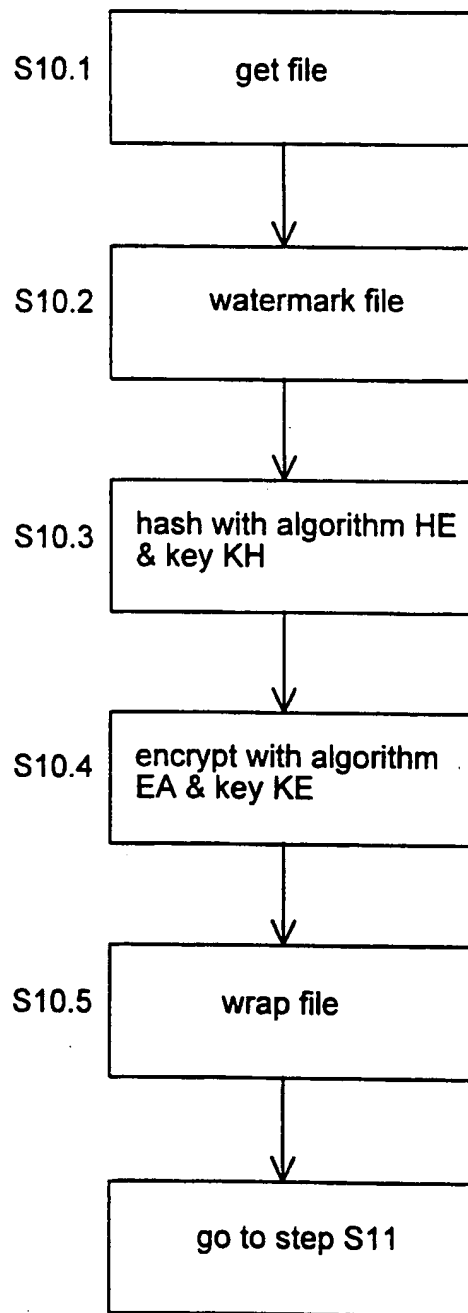 S10.1
get file
S10.2
watermark file
S10.3
hash with algorithm HE
& key KH
S10.4
encrypt with algorithm
EA & key KE
S10.5
wrap file
go to step S11